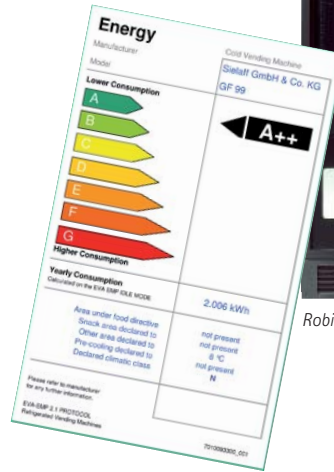 Energy
Manufacturer
Cold Vending Machine
Sielaff GmbH & Co. KG
Model
GF 99
Lower Consumption
A
B
C
D
E
F
G
Higher Consumption
A++
Yearly Consumption
Calculated on the EVA EMP IDLE MODE
2.006 kWh
Area under food directive
not present
Snack area declared to
not present
Other area declared to
8 °C
Pre-cooling declared to
not present
Declared climatic class
N
Please refer to manufacturer
for any further information.
EVA-EMP 2.1 PROTOCOL
Refrigerated Vending Machines
Robi